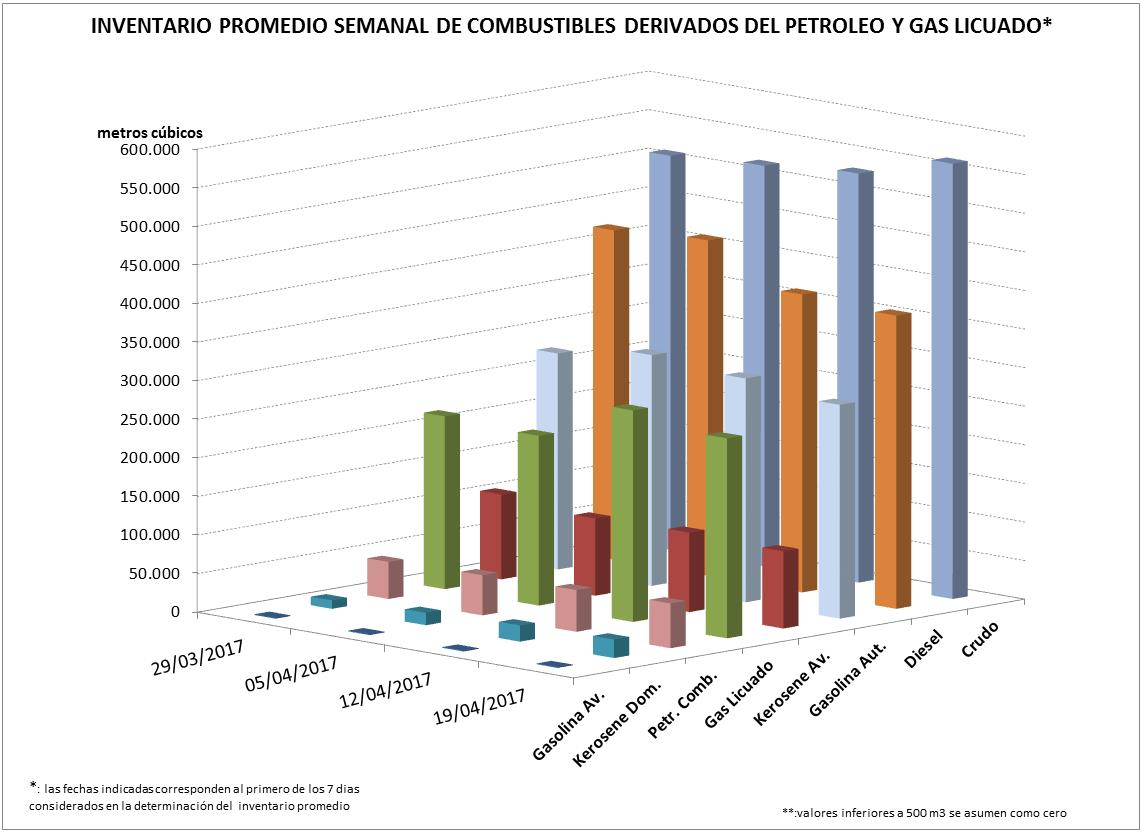 INVENTARIO PROMEDIO SEMANAL DE COMBUSTIBLES DERIVADOS DEL PETROLEO Y GAS LICUADO*
metros cúbicos
600.000
550.000
500.000
450.000
400.000
350.000
300.000
250.000
200.000
150.000
100.000
50.000
0
29/03/2017
05/04/2017
12/04/2017
19/04/2017
Gasolina Av.
Kerosene Dom.
Petr. Comb.
Gas Licuado
Kerosene Av.
Gasolina Aut.
Diesel
Crudo
*: las fechas indicadas corresponden al primero de los 7 dias
considerados en la determinación del inventario promedio
**:valores inferiores a 500 m3 se asumen como cero